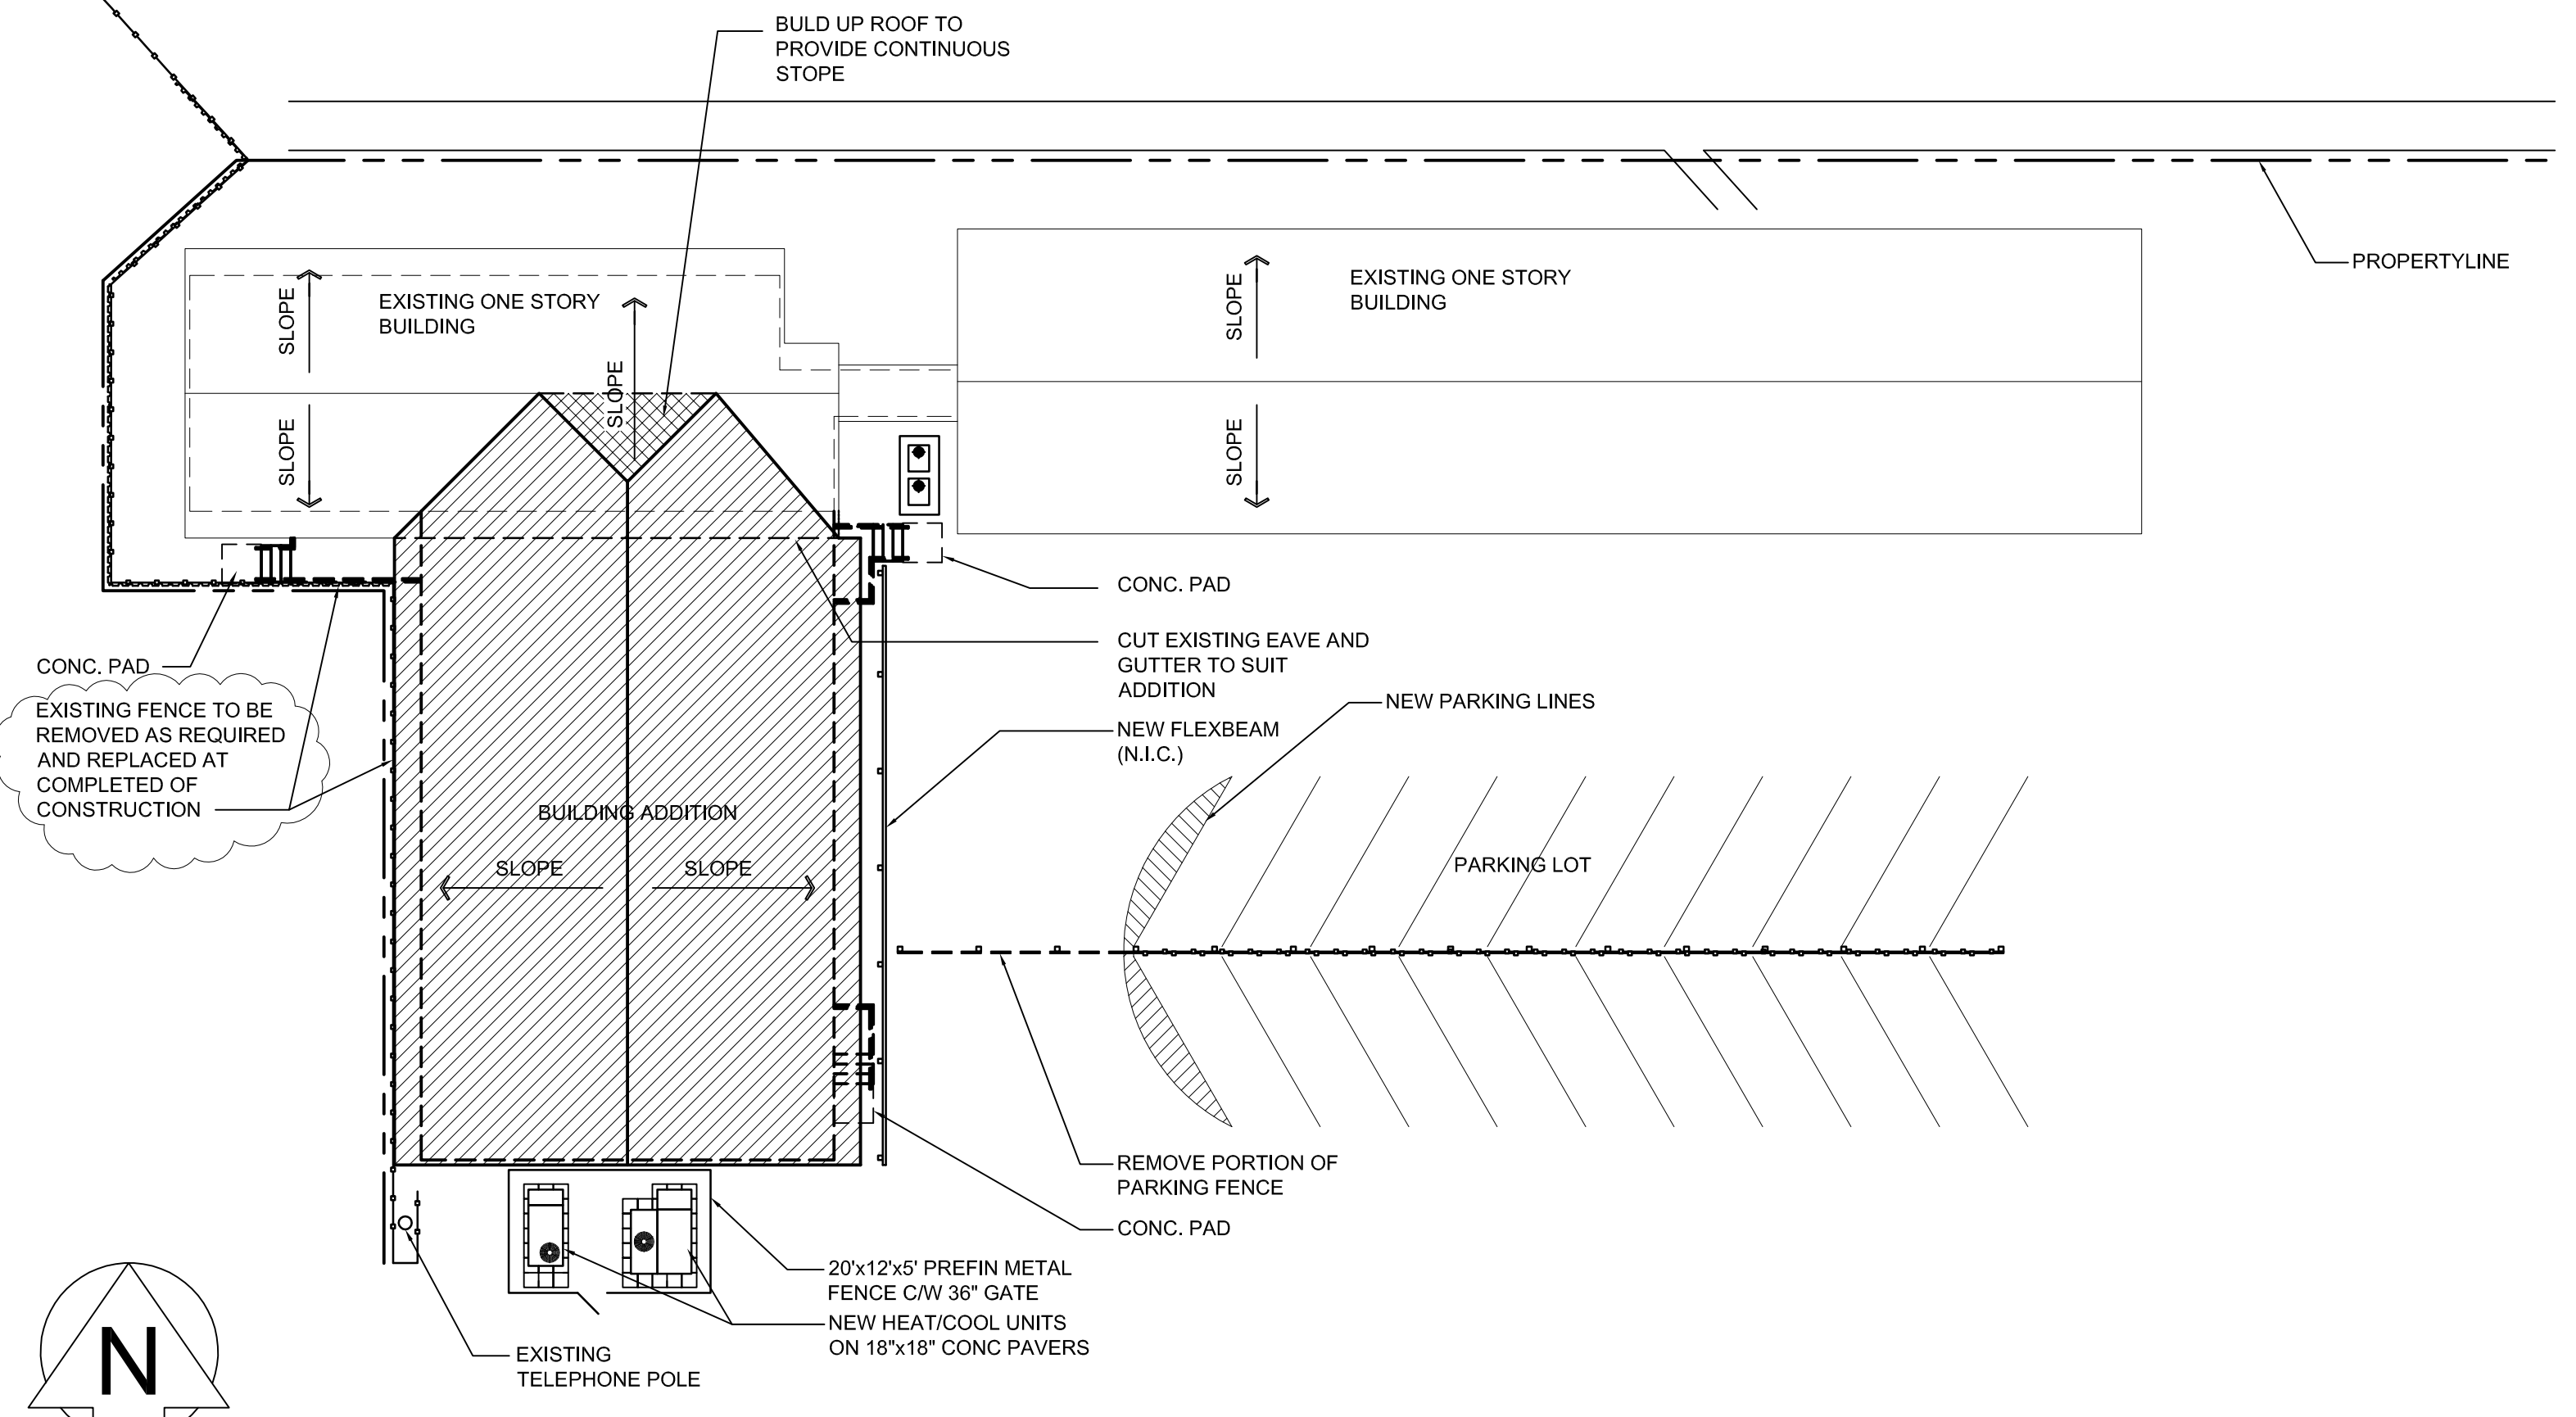 BULD UP ROOF TO
PROVIDE CONTINUOUS
STOPE
PROPERTYLINE
SLOPE
EXISTING ONE STORY
BUILDING
SLOPE
SLOPE
EXISTING ONE STORY
BUILDING
SLOPE
SLOPE
CONC. PAD
CUT EXISTING EAVE AND
GUTTER TO SUIT
ADDITION
CONC. PAD
EXISTING FENCE TO BE
REMOVED AS REQUIRED
AND REPLACED AT
COMPLETED OF
CONSTRUCTION
NEW PARKING LINES
NEW FLEXBEAM
(N.I.C.)
BUILDING ADDITION
SLOPE
SLOPE
PARKING LOT
REMOVE PORTION OF
PARKING FENCE
CONC. PAD
20'x12'x5' PREFIN METAL
FENCE C/W 36" GATE
NEW HEAT/COOL UNITS
ON 18"x18" CONC PAVERS
EXISTING
TELEPHONE POLE
N